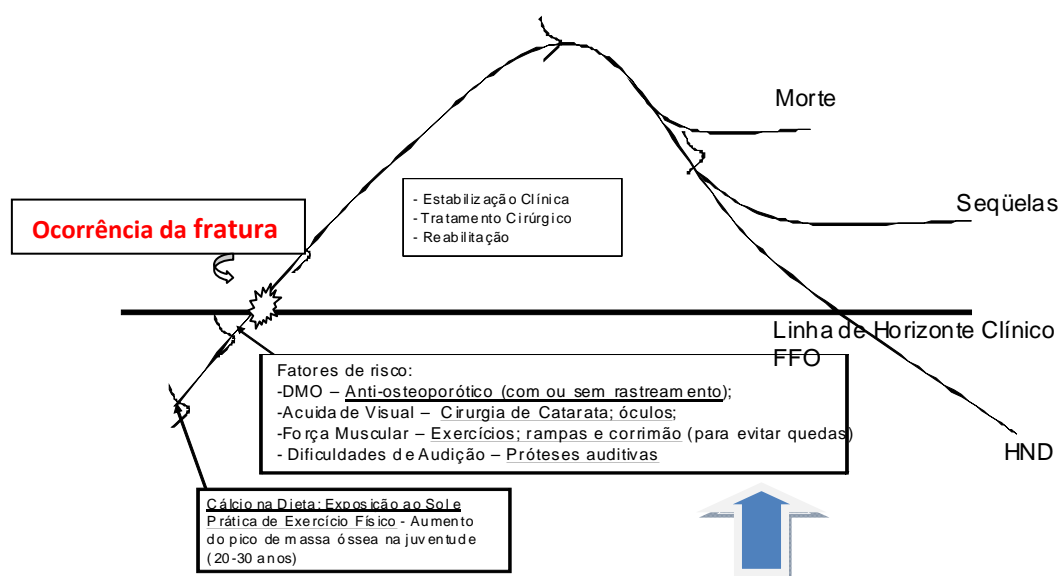 Morte
- Estabilização Clínica
- Tratamento Cirúrgico
- Reabilitação
Seqüelas
Ocorrência da fratura
Linha de Horizonte Clínico
FFO
Fatores de risco:
-DMO – Anti-osteoporótico (com ou sem rastreamento);
-Acuidade Visual – Cirurgia de Catarata; óculos;
-Força Muscular – Exercícios; rampas e corrimão (para evitar quedas)
- Dificuldades de Audição – Próteses auditivas
HND
Cálcio na Dieta; Exposição ao Sol e
Prática de Exercício Físico - Aumento
do pico de massa óssea na juventude
(20-30 anos)